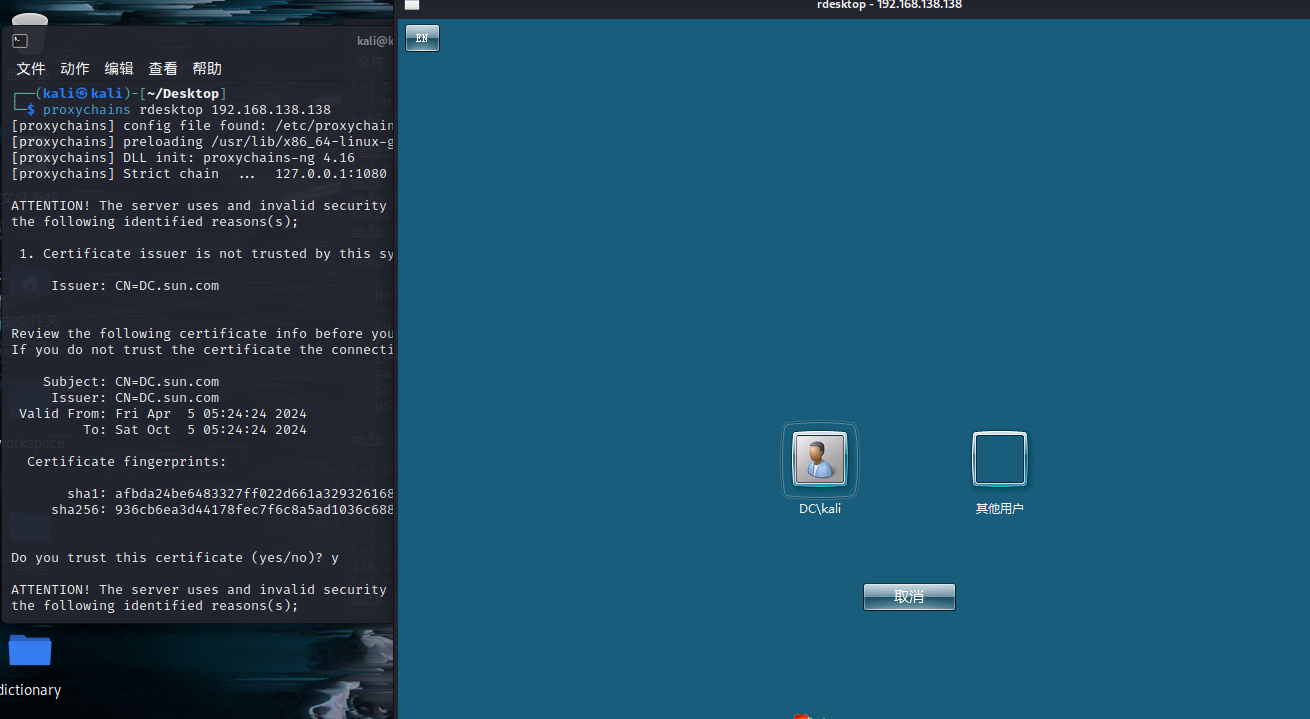 rdesktop - 192.168.138.138
EN
kali@k
文件 动作 编辑 查看 帮助
┌──(kali㉿kali)-[~/Desktop]
└─$ proxychains rdesktop 192.168.138.138
[proxychains] config file found: /etc/proxychain
[proxychains] preloading /usr/lib/x86_64-linux-g
[proxychains] DLL init: proxychains-ng 4.16
[proxychains] Strict chain ... 127.0.0.1:1080
ATTENTION! The server uses and invalid security
the following identified reasons(s);
1. Certificate issuer is not trusted by this sy
Issuer: CN=DC.sun.com
Review the following certificate info before you
If you do not trust the certificate the connecti
Subject: CN=DC.sun.com
Issuer: CN=DC.sun.com
Valid From: Fri Apr 5 05:24:24 2024
To: Sat Oct 5 05:24:24 2024
Certificate fingerprints:
sha1: afbda24be6483327ff022d661a329326168
sha256: 936cb6ea3d44178fec7f6c8a5ad1036c688
Do you trust this certificate (yes/no)? y
ATTENTION! The server uses and invalid security
the following identified reasons(s);
DC\kali
其他用户
取消
dictionary